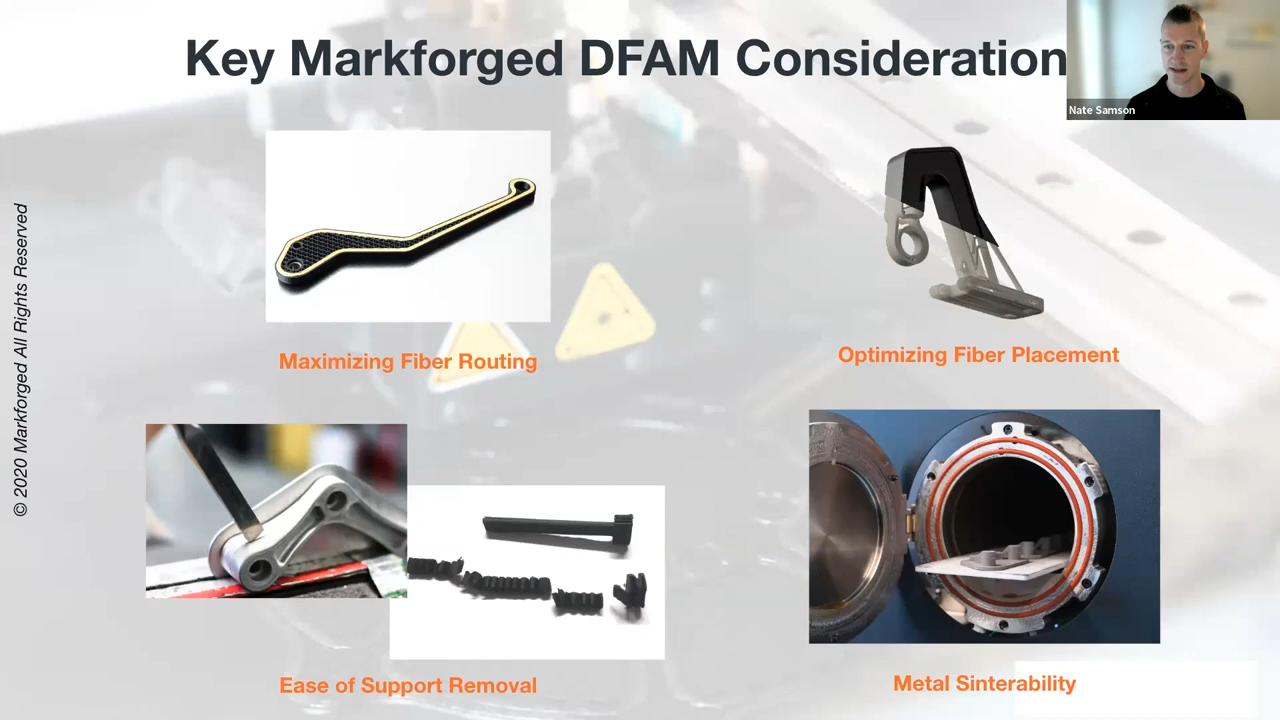 Key Markforged DFAM Consideration
Nate Samson
© 2020 Markforged All Rights Reserved
Maximizing Fiber Routing
Optimizing Fiber Placement
Ease of Support Removal
Metal Sinterability